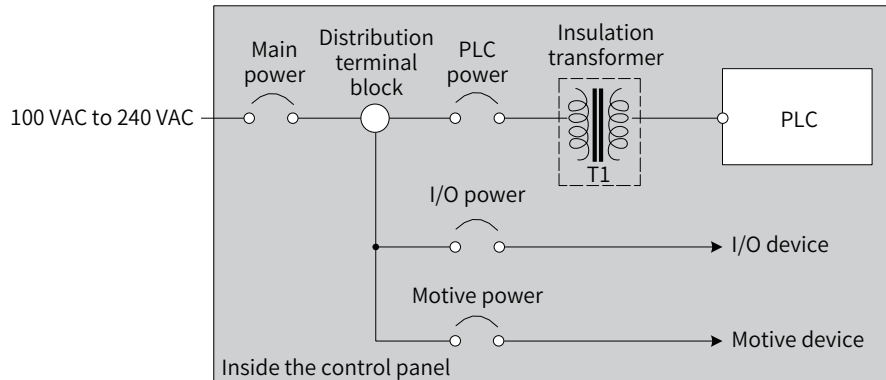 Main
power
Distribution
terminal
block
PLC
power
Insulation
transformer
100 VAC to 240 VAC
PLC
T1
I/O power
I/O device
Motive power
Motive device
Inside the control panel